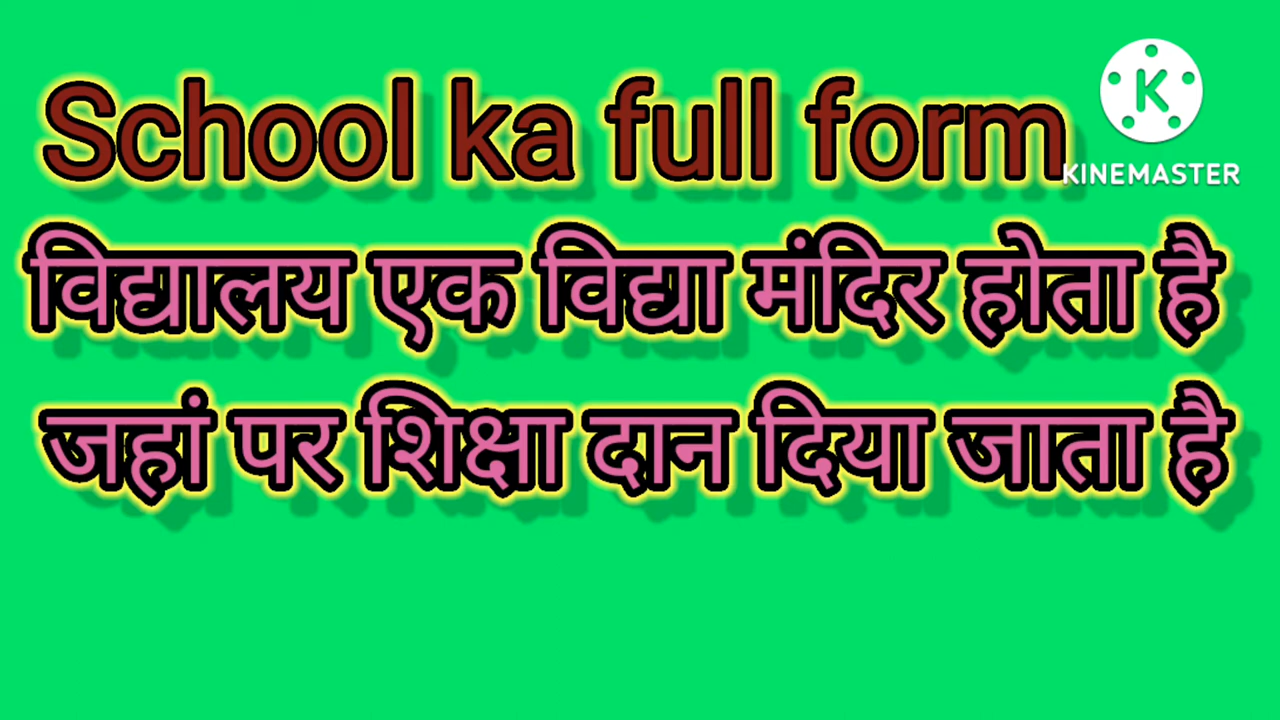 School ka full form
K
KINEMASTER
विद्यालय एक विद्या मंदिर होता है
जहां पर शिक्षा दान दिया जाता है